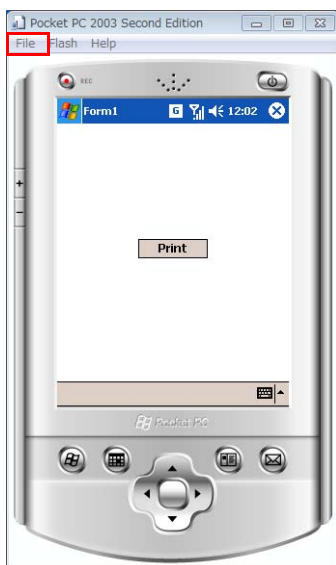 Pocket PC 2003 Second Edition
File Flash Help
REC
Form1 G 12:02
Print
Pocket PC